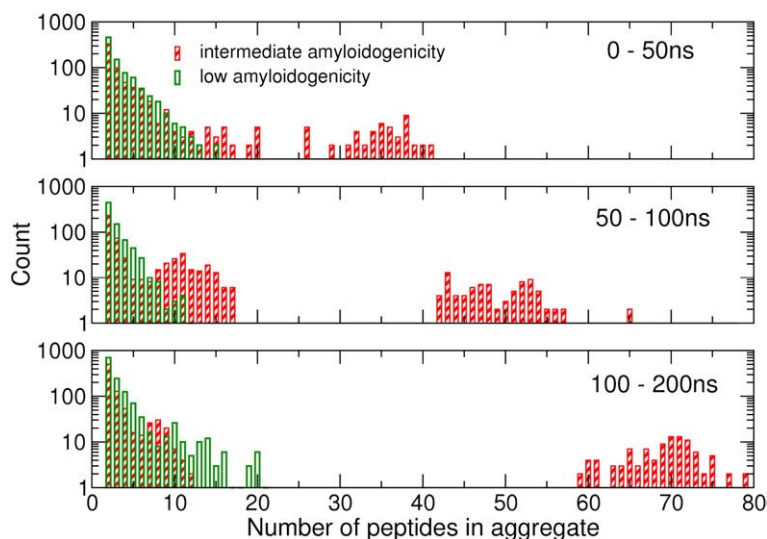 1000
100
10
1
intermediate amyloidogenicity
low amyloidogenicity
0 - 50ns
1000
100
10
1
50 - 100ns
Count
1000
100
10
1
100 - 200ns
0 10 20 30 40 50 60 70 80
Number of peptides in aggregate